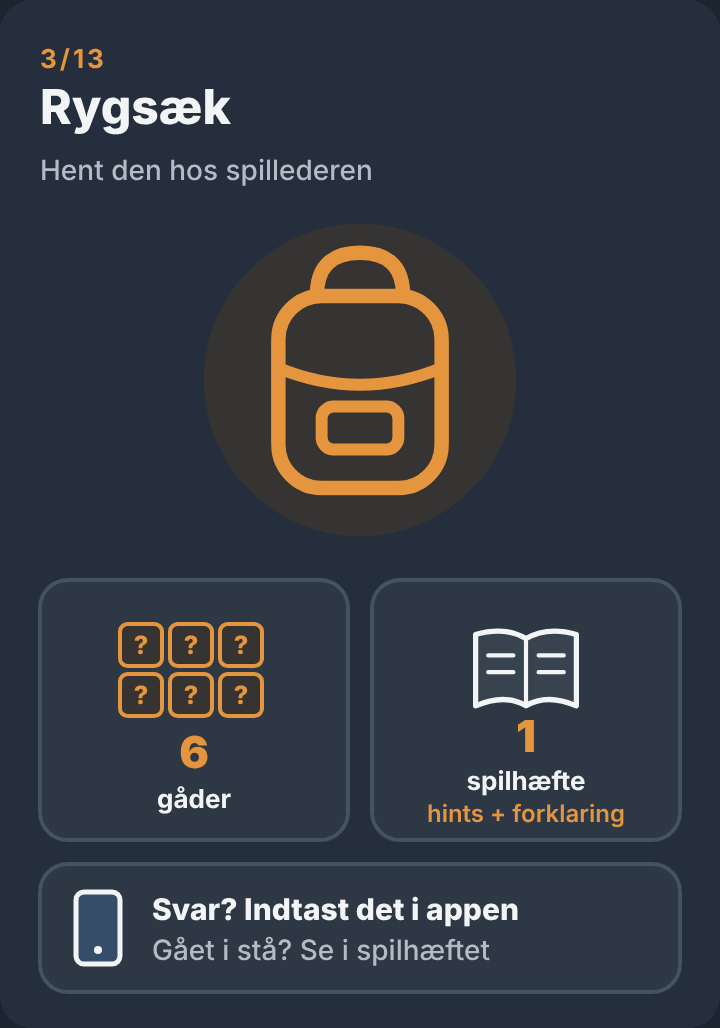 3/13
Rygsæk
Hent den hos spillederen
? ? ?
? ? ?
6
gåder
1
spilhæfte
hints + forklaring
Svar? Indtast det i appen
Gået i stå? Se i spilhæftet